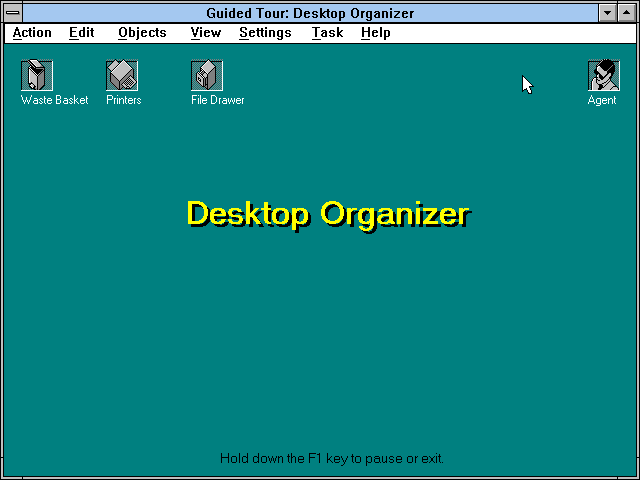 Guided Tour: Desktop Organizer
Action Edit Objects View Settings Task Help
Waste Basket Printers File Drawer Agent
Desktop Organizer
Hold down the F1 key to pause or exit.